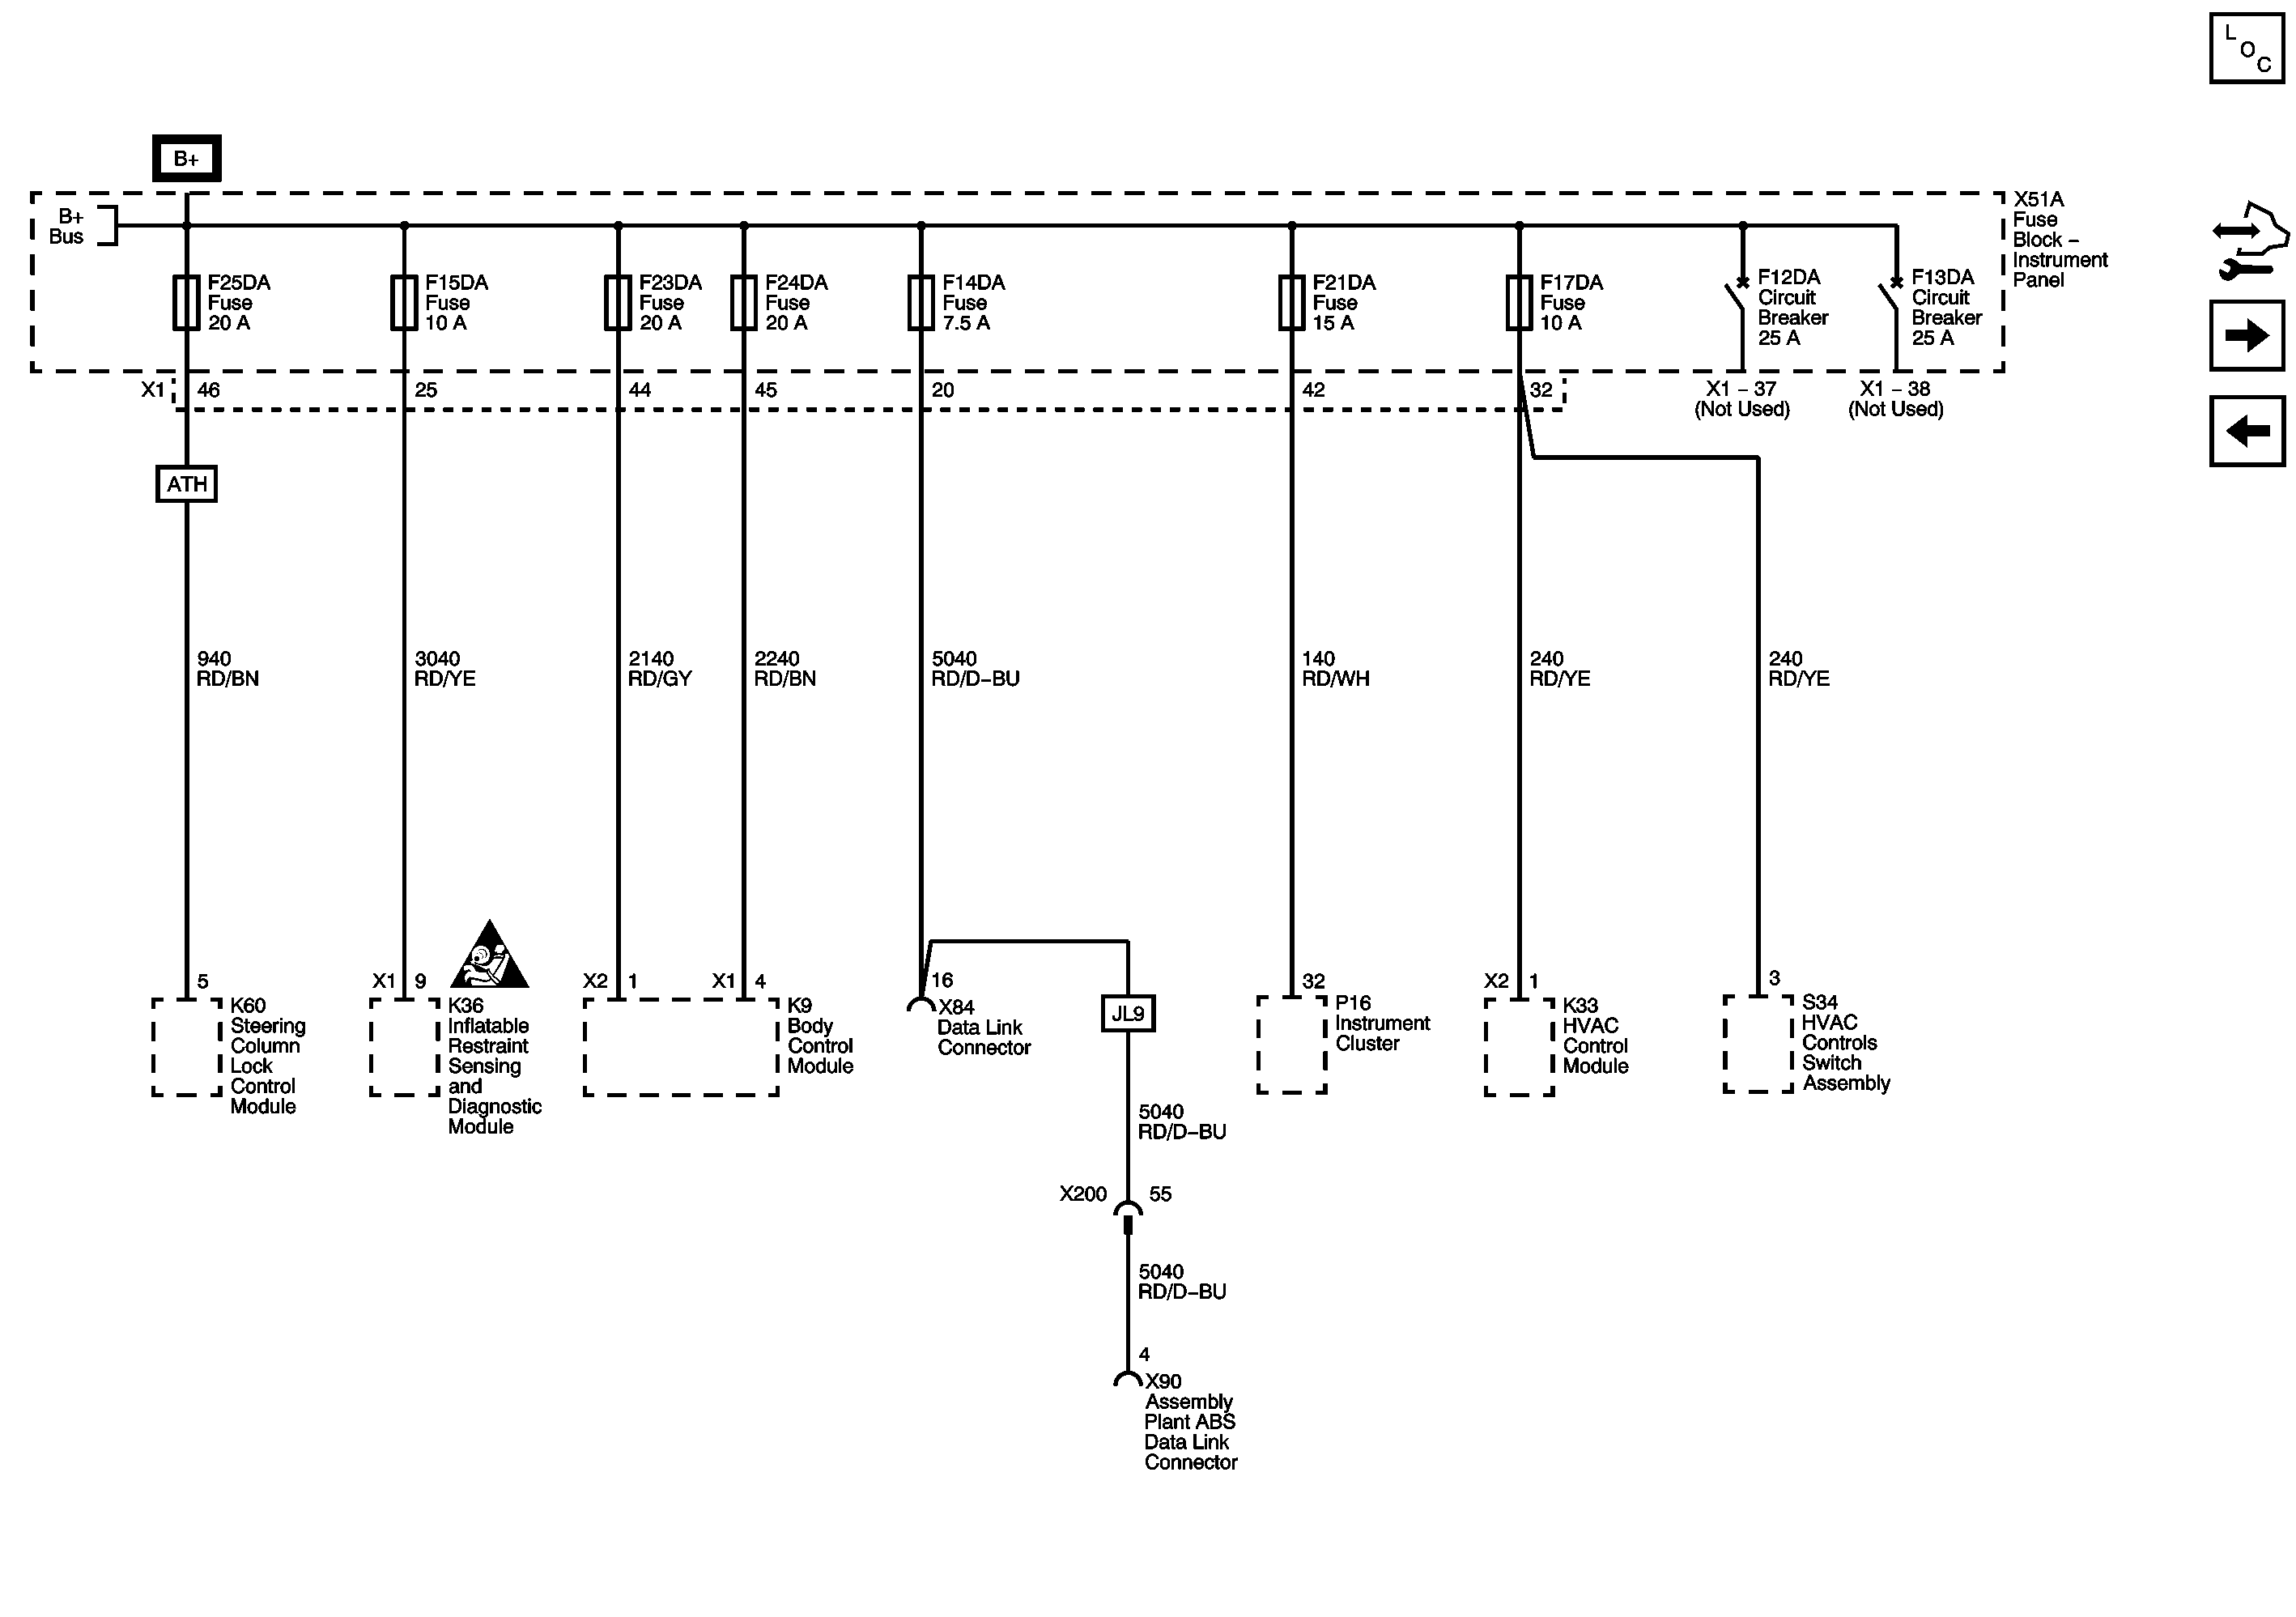 L
O
C
B+
B+
Bus
X51A
Fuse
Block –
Instrument
Panel
F25DA
Fuse
20 A
F15DA
Fuse
10 A
F23DA
Fuse
20 A
F24DA
Fuse
20 A
F14DA
Fuse
7.5 A
F21DA
Fuse
15 A
F17DA
Fuse
10 A
F12DA
Circuit
Breaker
25 A
F13DA
Circuit
Breaker
25 A
X1
46
25
44
45
20
42
32
X1 – 37
(Not Used)
X1 – 38
(Not Used)
ATH
940
RD/BN
3040
RD/YE
2140
RD/GY
2240
RD/BN
5040
RD/D–BU
140
RD/WH
240
RD/YE
240
RD/YE
5
K60
Steering
Column
Lock
Control
Module
X1
9
K36
Inflatable
Restraint
Sensing
and
Diagnostic
Module
X2
1
X1
4
K9
Body
Control
Module
16
X84
Data Link
Connector
JL9
32
P16
Instrument
Cluster
X2
1
K33
HVAC
Control
Module
3
S34
HVAC
Controls
Switch
Assembly
5040
RD/D–BU
X200
55
5040
RD/D–BU
4
X90
Assembly
Plant ABS
Data Link
Connector